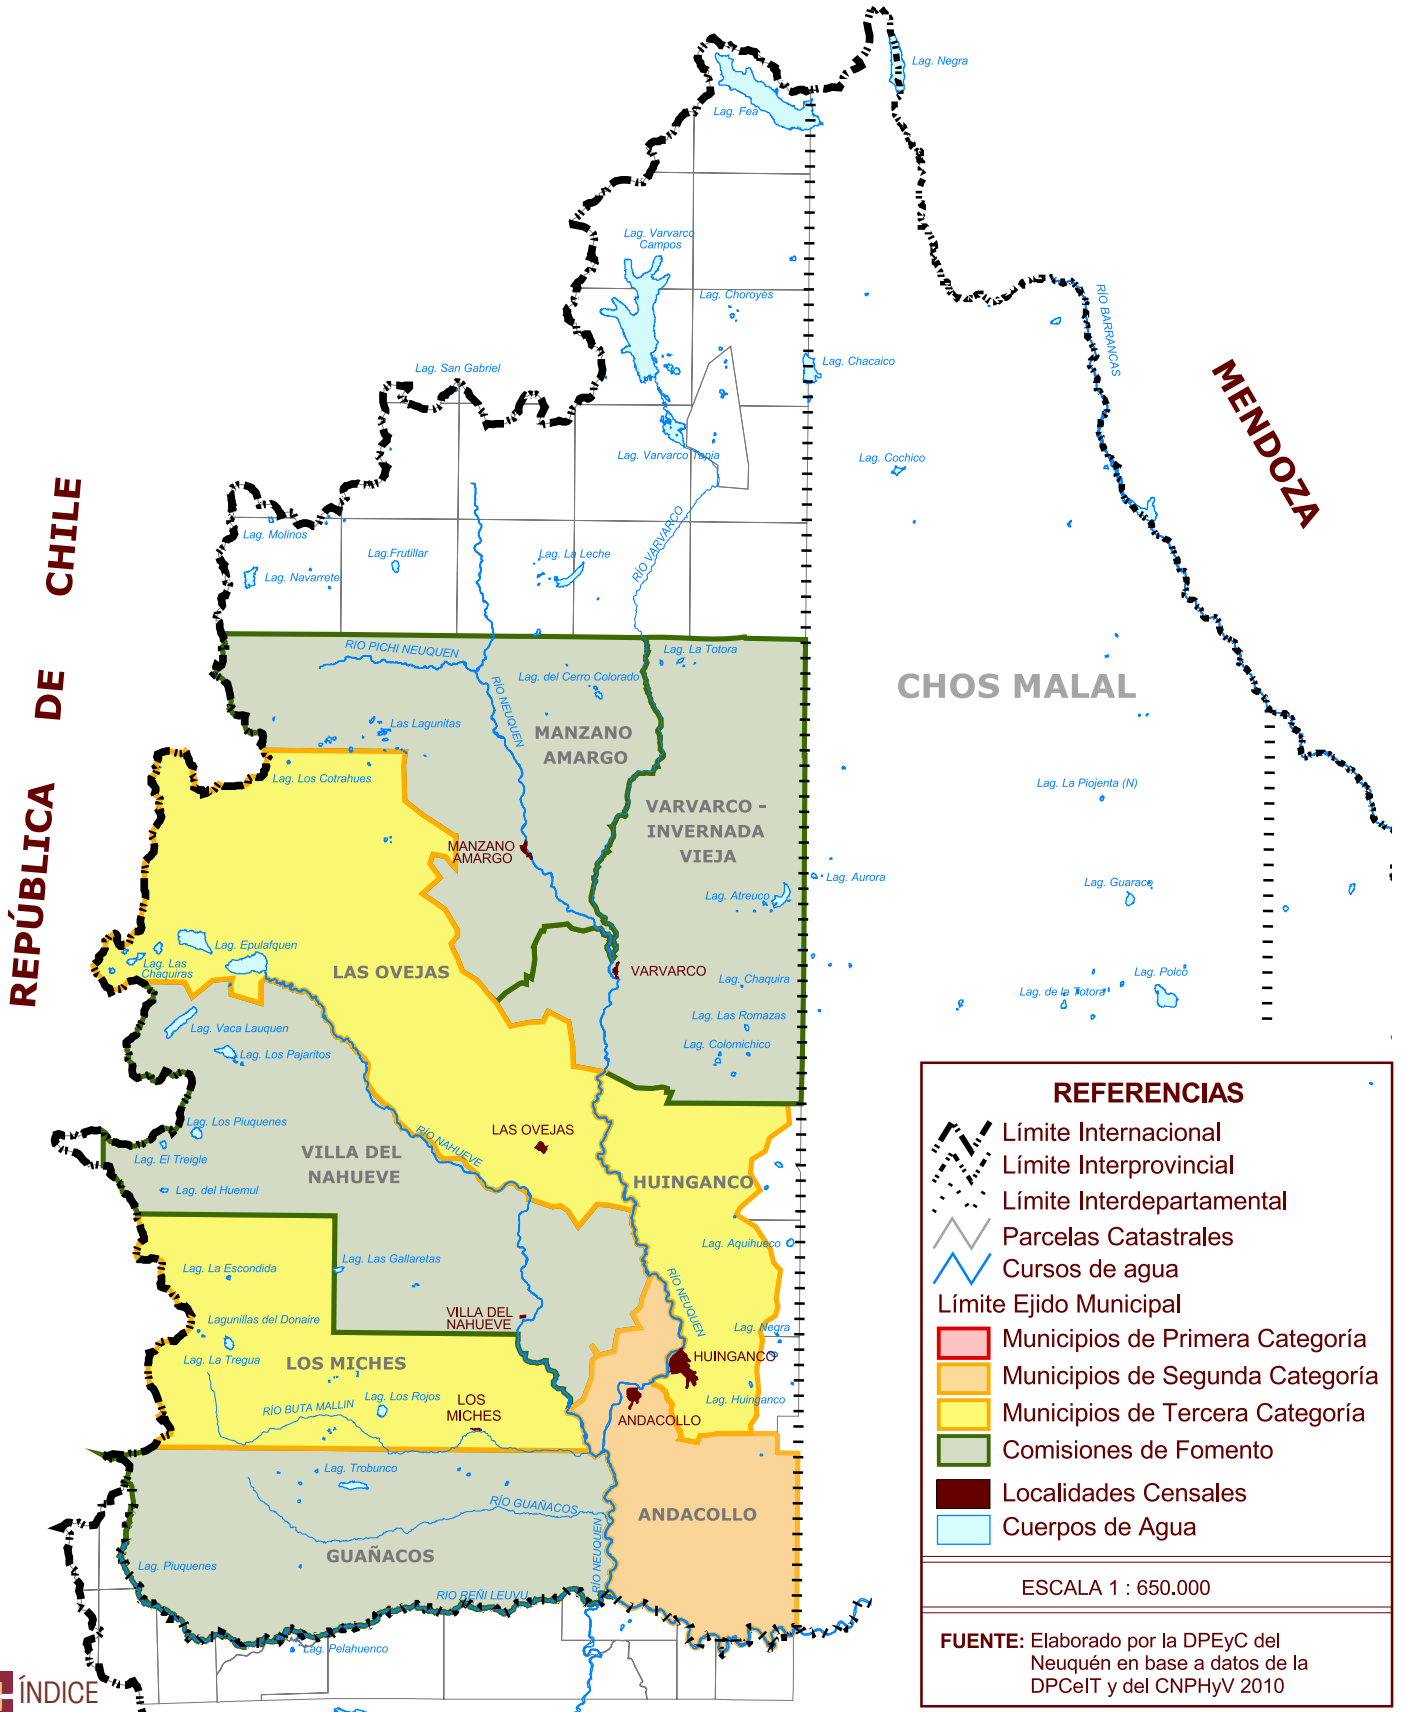 Lag. Negra
Lag. Fea
Lag. Varvarco
Campos
Lag. Choroyes
RÍO BARRANCAS
Lag. Chacaico
Lag. San Gabriel
MENDOZA
Lag. Varvarco Tapia
Lag. Cochico
REPÚBLICA DE CHILE
Lag. Molinos
Lag.Frutillar
Lag. La Leche
RÍO VARVARCO
Lag. Navarrete
RIO PICHI NEUQUEN
Lag. La Totora
Lag. del Cerro Colorado
RÍO NEUQUEN
CHOS MALAL
Las Lagunitas
MANZANO
AMARGO
Lag. Los Cotrahues
Lag. La Piojenta (N)
VARVARCO -
INVERNADA
VIEJA
MANZANO
AMARGO
Lag. Aurora
Lag. Guaraco
Lag. Atreuco
Lag. Epulafquen
Lag. Las
Chaquiras
LAS OVEJAS
VARVARCO
Lag. Chaquira
Lag. Polco
Lag. de la Totora
Lag. Vaca Lauquen
Lag. Las Romazas
Lag. Los Pajaritos
Lag. Colomichico
Lag. Los Piuquenes
LAS OVEJAS
RÍO NAHUEVE
Lag. El Treigle
VILLA DEL
NAHUEVE
HUINGANCO
Lag. del Huemul
Lag. Aquihueco
Lag. Las Gallaretas
Lag. La Escondida
RÍO NEUQUEN
Lagunillas del Donaire
VILLA DEL
NAHUEVE
Lag. Negra
Lag. La Tregua
LOS MICHES
HUINGANCO
Lag. Los Rojos
LOS
MICHES
Lag. Huinganco
RÍO BUTA MALLIN
ANDACOLLO
Lag. Trobunco
RÍO GUAÑACOS
ANDACOLLO
GUAÑACOS
RÍO NEUQUEN
Lag. Piuquenes
RIO REÑI LEUVU
Lag. Pelahuenco
ÍNDICE
REFERENCIAS
Límite Internacional
Límite Interprovincial
Límite Interdepartamental
Parcelas Catastrales
Cursos de agua
Límite Ejido Municipal
Municipios de Primera Categoría
Municipios de Segunda Categoría
Municipios de Tercera Categoría
Comisiones de Fomento
Localidades Censales
Cuerpos de Agua
ESCALA 1 : 650.000
FUENTE: Elaborado por la DPEyC del
Neuquén en base a datos de la
DPCeIT y del CNPHyV 2010